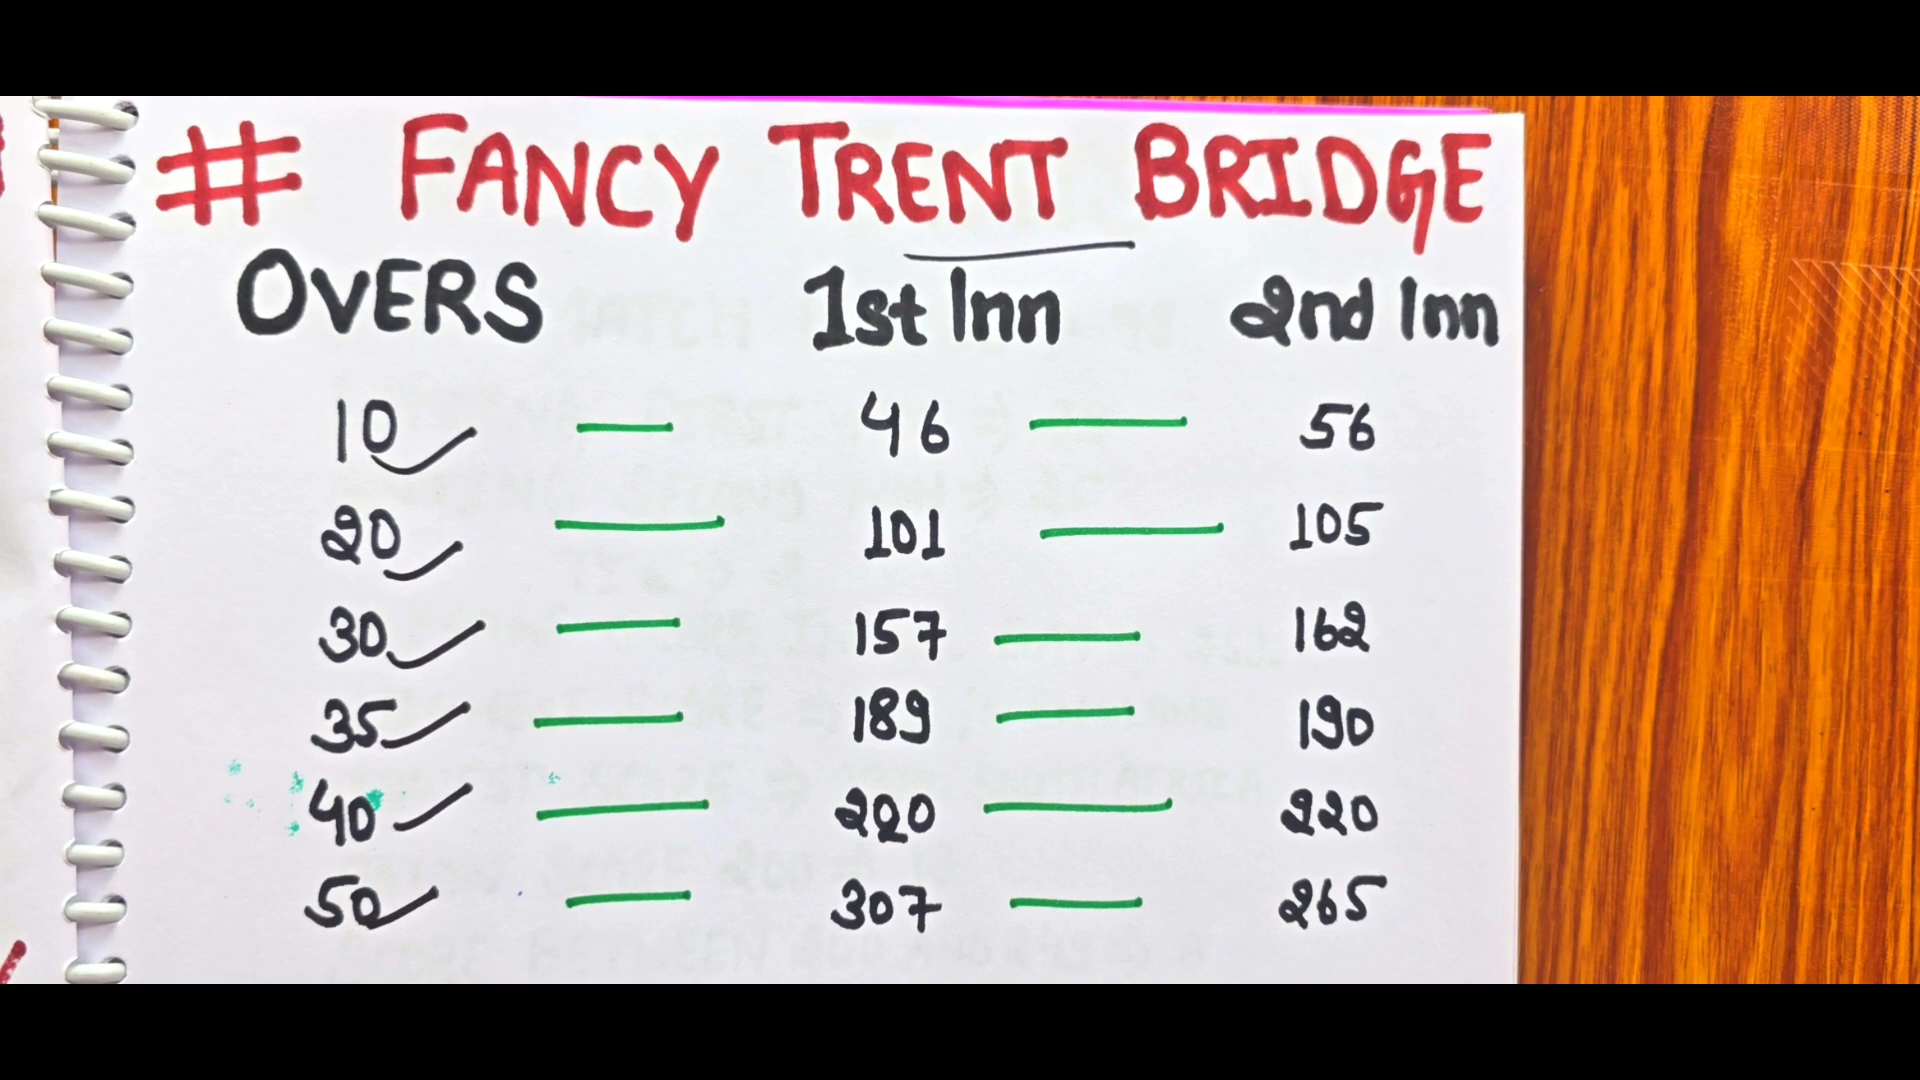 # FANCY TRENT BRIDGE
OVERS 1st Inn 2nd Inn
10 — 46 — 56
20 — 101 — 105
30 — 157 — 162
35 — 189 — 190
40 — 220 — 220
50 — 307 — 265